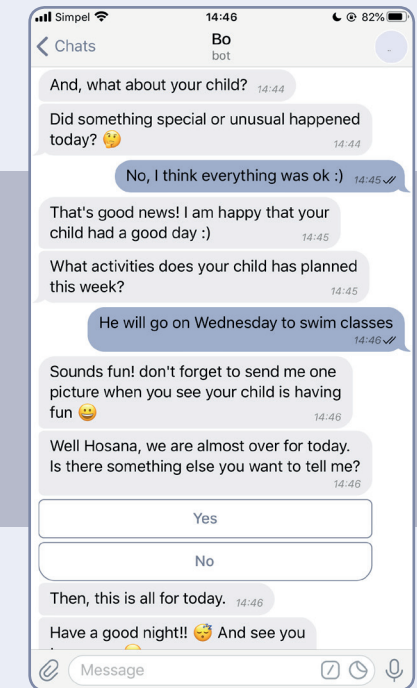 Simpel 14:46 82%
Chats
Bo
bot
And, what about your child? 14:44
Did something special or unusual happened
today? 🤔 14:44
No, I think everything was ok :) 14:45
That's good news! I am happy that your
child had a good day :) 14:45
What activities does your child has planned
this week? 14:45
He will go on Wednesday to swim classes
14:46
Sounds fun! don't forget to send me one
picture when you see your child is having
fun 😀 14:46
Well Hosana, we are almost over for today.
Is there something else you want to tell me?
14:46
Yes
No
Then, this is all for today. 14:46
Have a good night!! 😴 And see you
Message